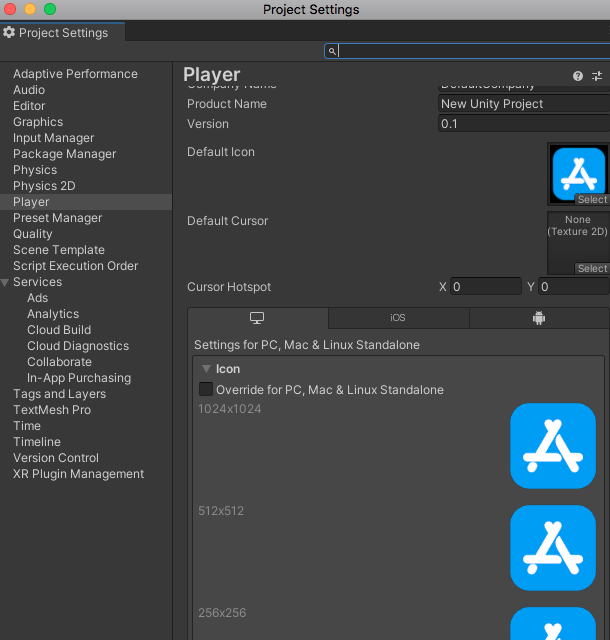 Project Settings
Project Settings
Adaptive Performance
Audio
Editor
Graphics
Input Manager
Package Manager
Physics
Physics 2D
Player
Preset Manager
Quality
Scene Template
Script Execution Order
Services
Ads
Analytics
Cloud Build
Cloud Diagnostics
Collaborate
In-App Purchasing
Tags and Layers
TextMesh Pro
Time
Timeline
Version Control
XR Plugin Management
Player
Company Name DefaultCompany
Product Name New Unity Project
Version 0.1
Default Icon
Select
Default Cursor
None
(Texture 2D)
Select
Cursor Hotspot X 0 Y 0
iOS
Settings for PC, Mac & Linux Standalone
Icon
Override for PC, Mac & Linux Standalone
1024x1024
512x512
256x256